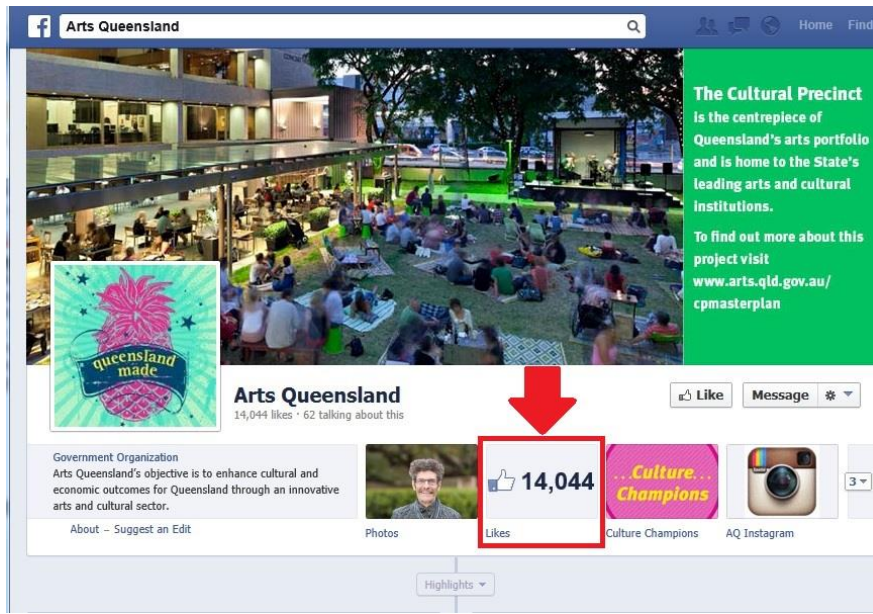 Arts Queensland
Home
Find
The Cultural Precinct
is the centrepiece of
Queensland's arts portfolio
and is home to the State's
leading arts and cultural
institutions.
To find out more about this
project visit
www.arts.qld.gov.au/
cpmasterplan
queensland
made
Arts Queensland
14,044 likes · 62 talking about this
Like
Message
Government Organization
Arts Queensland's objective is to enhance cultural and
economic outcomes for Queensland through an innovative
arts and cultural sector.
About – Suggest an Edit
Photos
14,044
Likes
...Culture...
Champions
Culture Champions
AQ Instagram
3
Highlights